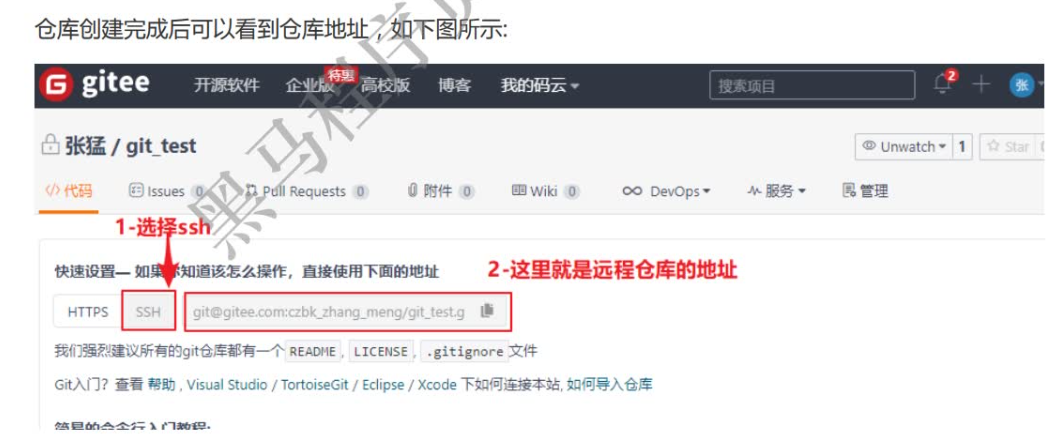 仓库创建完成后可以看到仓库地址，如下图所示:
gitee 开源软件 企业版 特惠 高校版 博客 我的码云 搜索项目 2 张
张猛 / git_test Unwatch 1 Star
代码 Issues 0 Pull Requests 0 附件 0 Wiki 0 DevOps 服务 管理
1-选择ssh
快速设置— 如果你知道该怎么操作，直接使用下面的地址 2-这里就是远程仓库的地址
HTTPS SSH git@gitee.com:czbk_zhang_meng/git_test.g
我们强烈建议所有的git仓库都有一个 README , LICENSE , .gitignore 文件
Git入门？查看 帮助 , Visual Studio / TortoiseGit / Eclipse / Xcode 下如何连接本站, 如何导入仓库
简易的命令行入门教程:
黑马程序